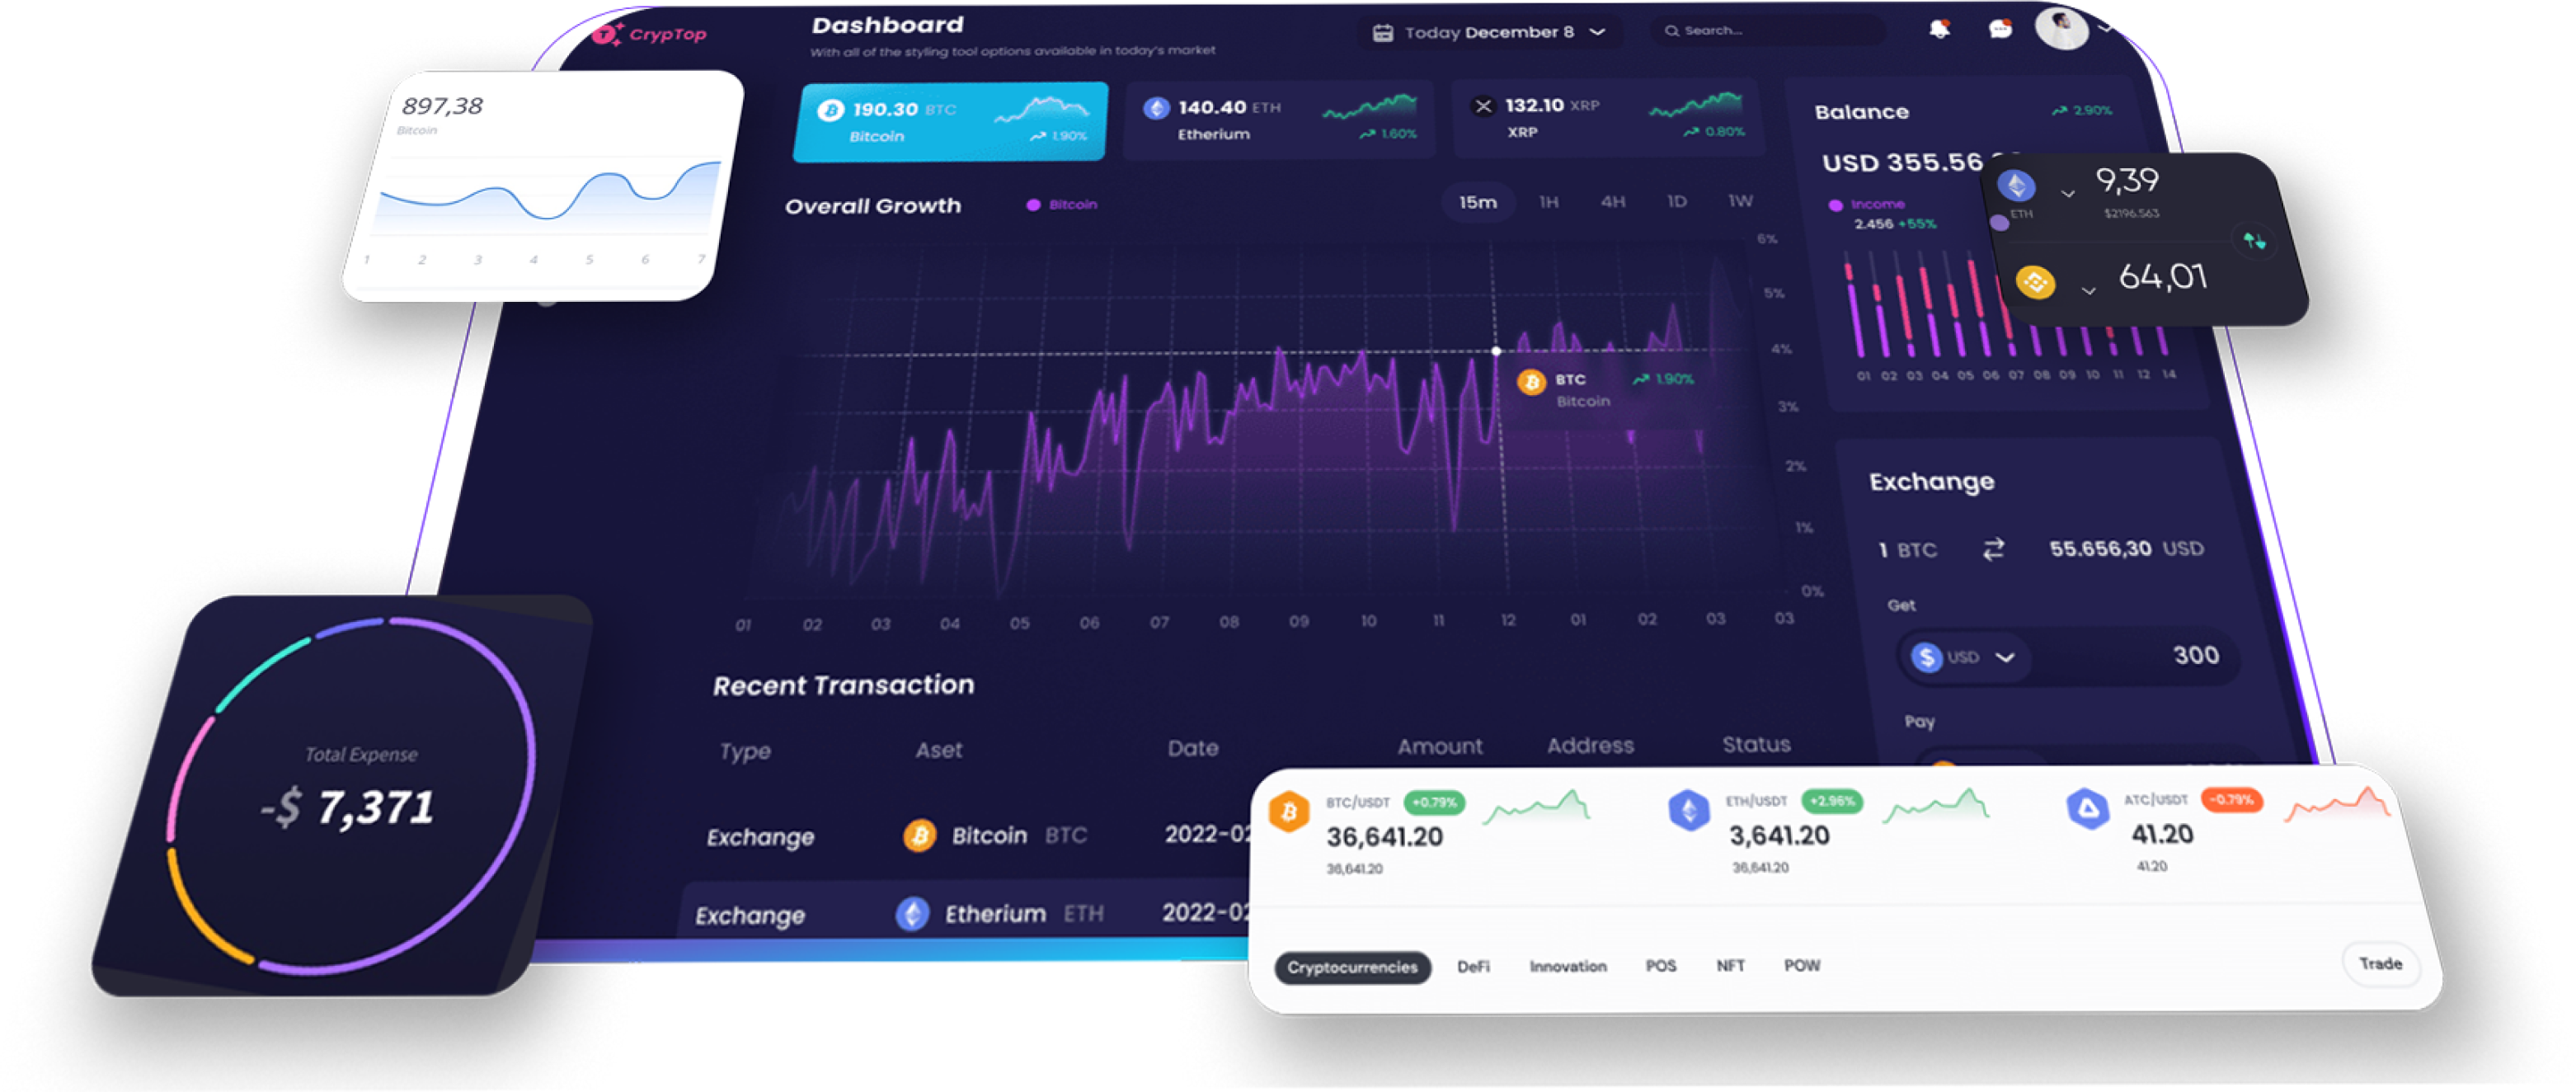 CrypTop
Dashboard
With all of the styling tool options available in today's market
Today December 8
Search...
897,38
Bitcoin
1 2 3 4 5 6 7
190.30 BTC
Bitcoin
1.90%
140.40 ETH
Etherium
1.60%
132.10 XRP
XRP
0.80%
Balance
2.90%
USD 355.56
Income
2.456 +55%
01 02 03 04 05 06 07 08 09 10 11 12 14
9,39
ETH
$2196.563
64,01
Overall Growth
Bitcoin
15m 1H 4H 1D 1W
6%
5%
4%
3%
2%
1%
0%
BTC
1.90%
Bitcoin
01 02 03 04 05 06 07 08 09 10 11 12 01 02 03 03
Exchange
1 BTC
55.656,30 USD
Get
USD
300
Pay
Total Expense
-$ 7,371
Recent Transaction
Type Aset Date Amount Address Status
Exchange Bitcoin BTC 2022-02
Exchange Etherium ETH 2022-02
BTC/USDT +0.79%
36,641.20
36,641.20
ETH/USDT +2.96%
3,641.20
36,641.20
ATC/USDT -0.79%
41.20
41.20
Cryptocurrencies DeFi Innovation POS NFT POW
Trade